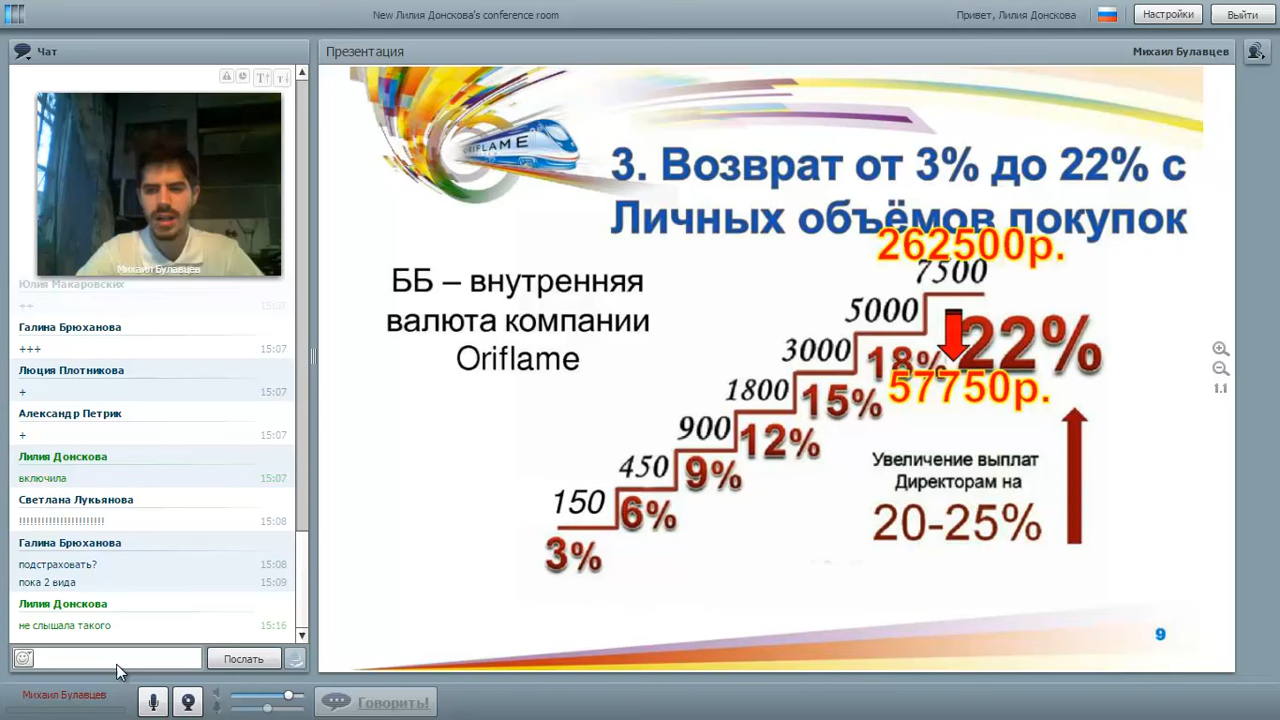 New Лилия Донскова's conference room
Привет, Лилия Донскова
Настройки
Выйти
Чат
Михаил Булавцев
Юлия Макаровских
++
15:07
Галина Брюханова
+++
15:07
Люция Плотникова
+
15:07
Александр Петрик
+
15:07
Лилия Донскова
включила
15:07
Светлана Лукьянова
!!!!!!!!!!!!!!!!!!!!!!!
15:08
Галина Брюханова
подстраховать?
15:08
пока 2 вида
15:09
Лилия Донскова
не слышала такого
15:16
Послать
Михаил Булавцев
Говорить!
Презентация
Михаил Булавцев
ORIFLAME
3. Возврат от 3% до 22% с
Личных объёмов покупок
262500р.
ББ – внутренняя
валюта компании
Oriflame
7500
5000
22%
3000
18%
57750р.
1800
15%
900
12%
450
9%
150
6%
3%
Увеличение выплат
Директорам на
20-25%
9
1.1